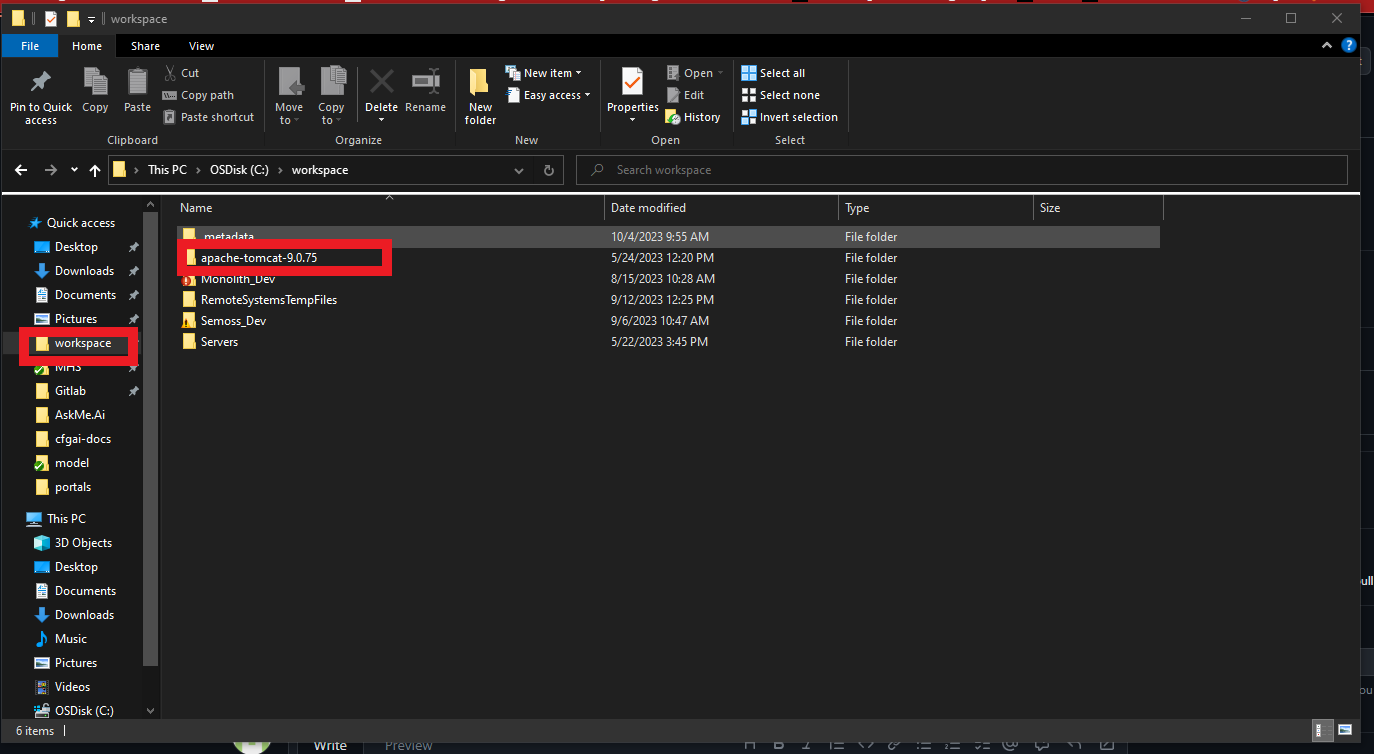 workspace
File Home Share View
Pin to Quick access
Copy
Paste
Cut
Copy path
Paste shortcut
Clipboard
Move to
Copy to
Delete
Rename
Organize
New folder
New item
Easy access
New
Properties
Open
Edit
History
Open
Select all
Select none
Invert selection
Select
This PC > OSDisk (C:) > workspace
Search workspace
Name Date modified Type Size
.metadata 10/4/2023 9:55 AM File folder
apache-tomcat-9.0.75 5/24/2023 12:20 PM File folder
Monolith_Dev 8/15/2023 10:28 AM File folder
RemoteSystemsTempFiles 9/12/2023 12:25 PM File folder
Semoss_Dev 9/6/2023 10:47 AM File folder
Servers 5/22/2023 3:45 PM File folder
Quick access
Desktop
Downloads
Documents
Pictures
workspace
MHS
Gitlab
AskMe.Ai
cfgai-docs
model
portals
This PC
3D Objects
Desktop
Documents
Downloads
Music
Pictures
Videos
OSDisk (C:)
6 items
Write Preview